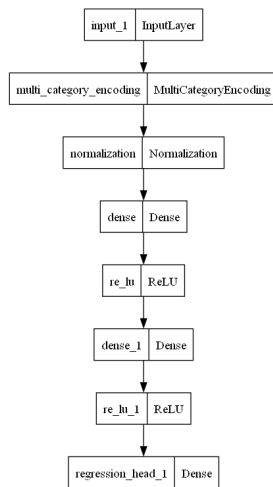 input_1 InputLayer
multi_category_encoding MultiCategoryEncoding
normalization Normalization
dense Dense
re_lu ReLU
dense_1 Dense
re_lu_1 ReLU
regression_head_1 Dense